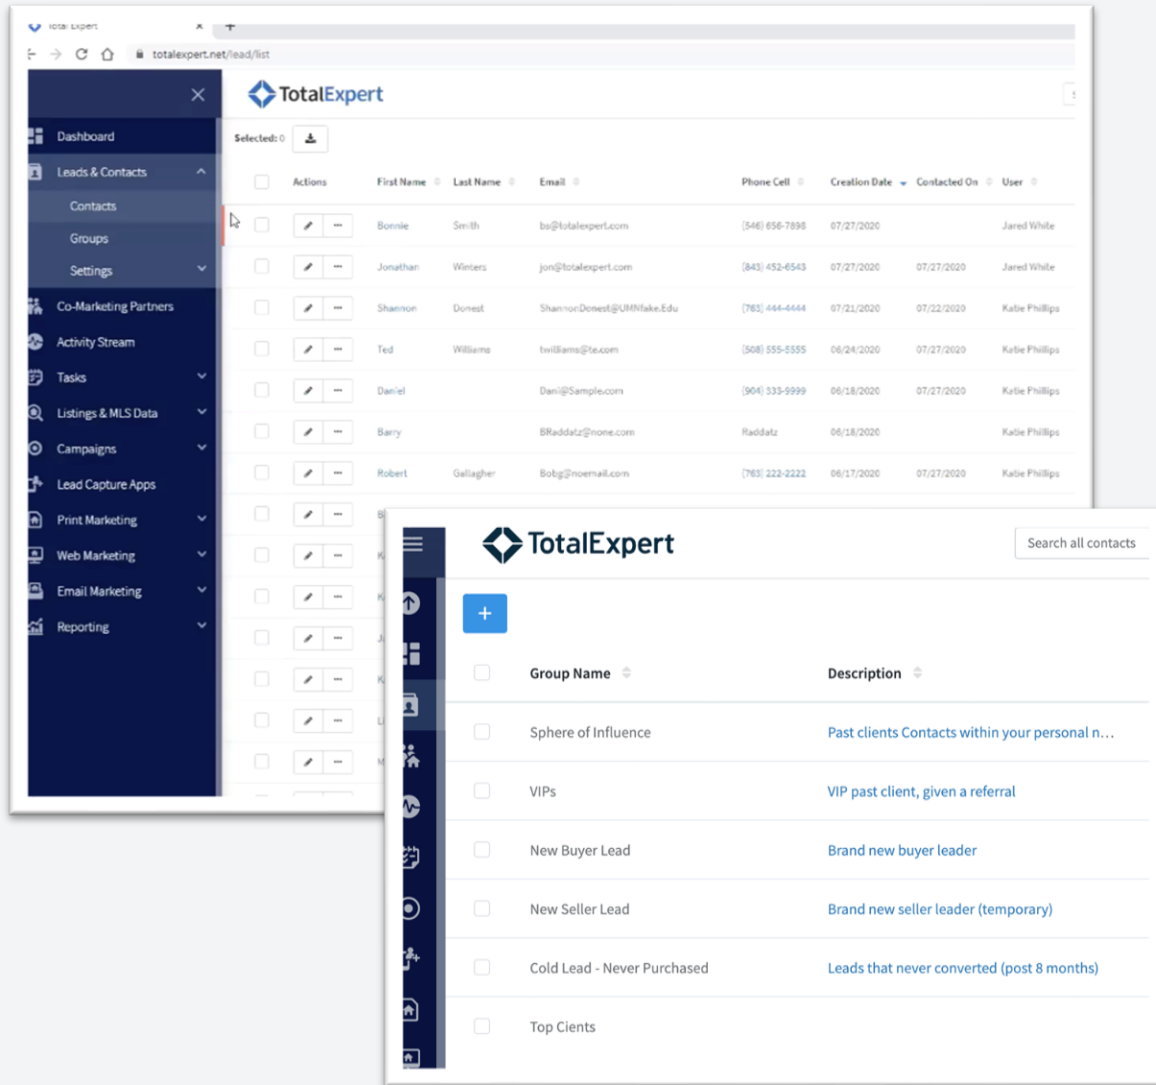 Total Expert
totalexpert.net/lead/list
TotalExpert
Selected: 0
Dashboard
Leads & Contacts
Contacts
Groups
Settings
Co-Marketing Partners
Activity Stream
Tasks
Listings & MLS Data
Campaigns
Lead Capture Apps
Print Marketing
Web Marketing
Email Marketing
Reporting
Actions First Name Last Name Email Phone Cell Creation Date Contacted On User
Bonnie Smith bs@totalexpert.com (546) 656-7898 07/27/2020 Jared White
Jonathan Winters jon@totalexpert.com (843) 452-6543 07/27/2020 07/27/2020 Jared White
Shannon Donest ShannonDonest@UMNfake.Edu (763) 444-4444 07/21/2020 07/22/2020 Katie Phillips
Ted Williams twilliams@te.com (508) 555-5555 06/24/2020 07/27/2020 Katie Phillips
Daniel Dani@Sample.com (904) 333-9999 06/18/2020 07/27/2020 Katie Phillips
Barry BRaddatz@none.com Raddatz 06/18/2020 Katie Phillips
Robert Gallagher Bobg@noemail.com (763) 222-2222 06/17/2020 07/27/2020 Katie Phillips
TotalExpert
Search all contacts
+
Group Name Description
Sphere of Influence Past clients Contacts within your personal n...
VIPs VIP past client, given a referral
New Buyer Lead Brand new buyer leader
New Seller Lead Brand new seller leader (temporary)
Cold Lead - Never Purchased Leads that never converted (post 8 months)
Top Cients